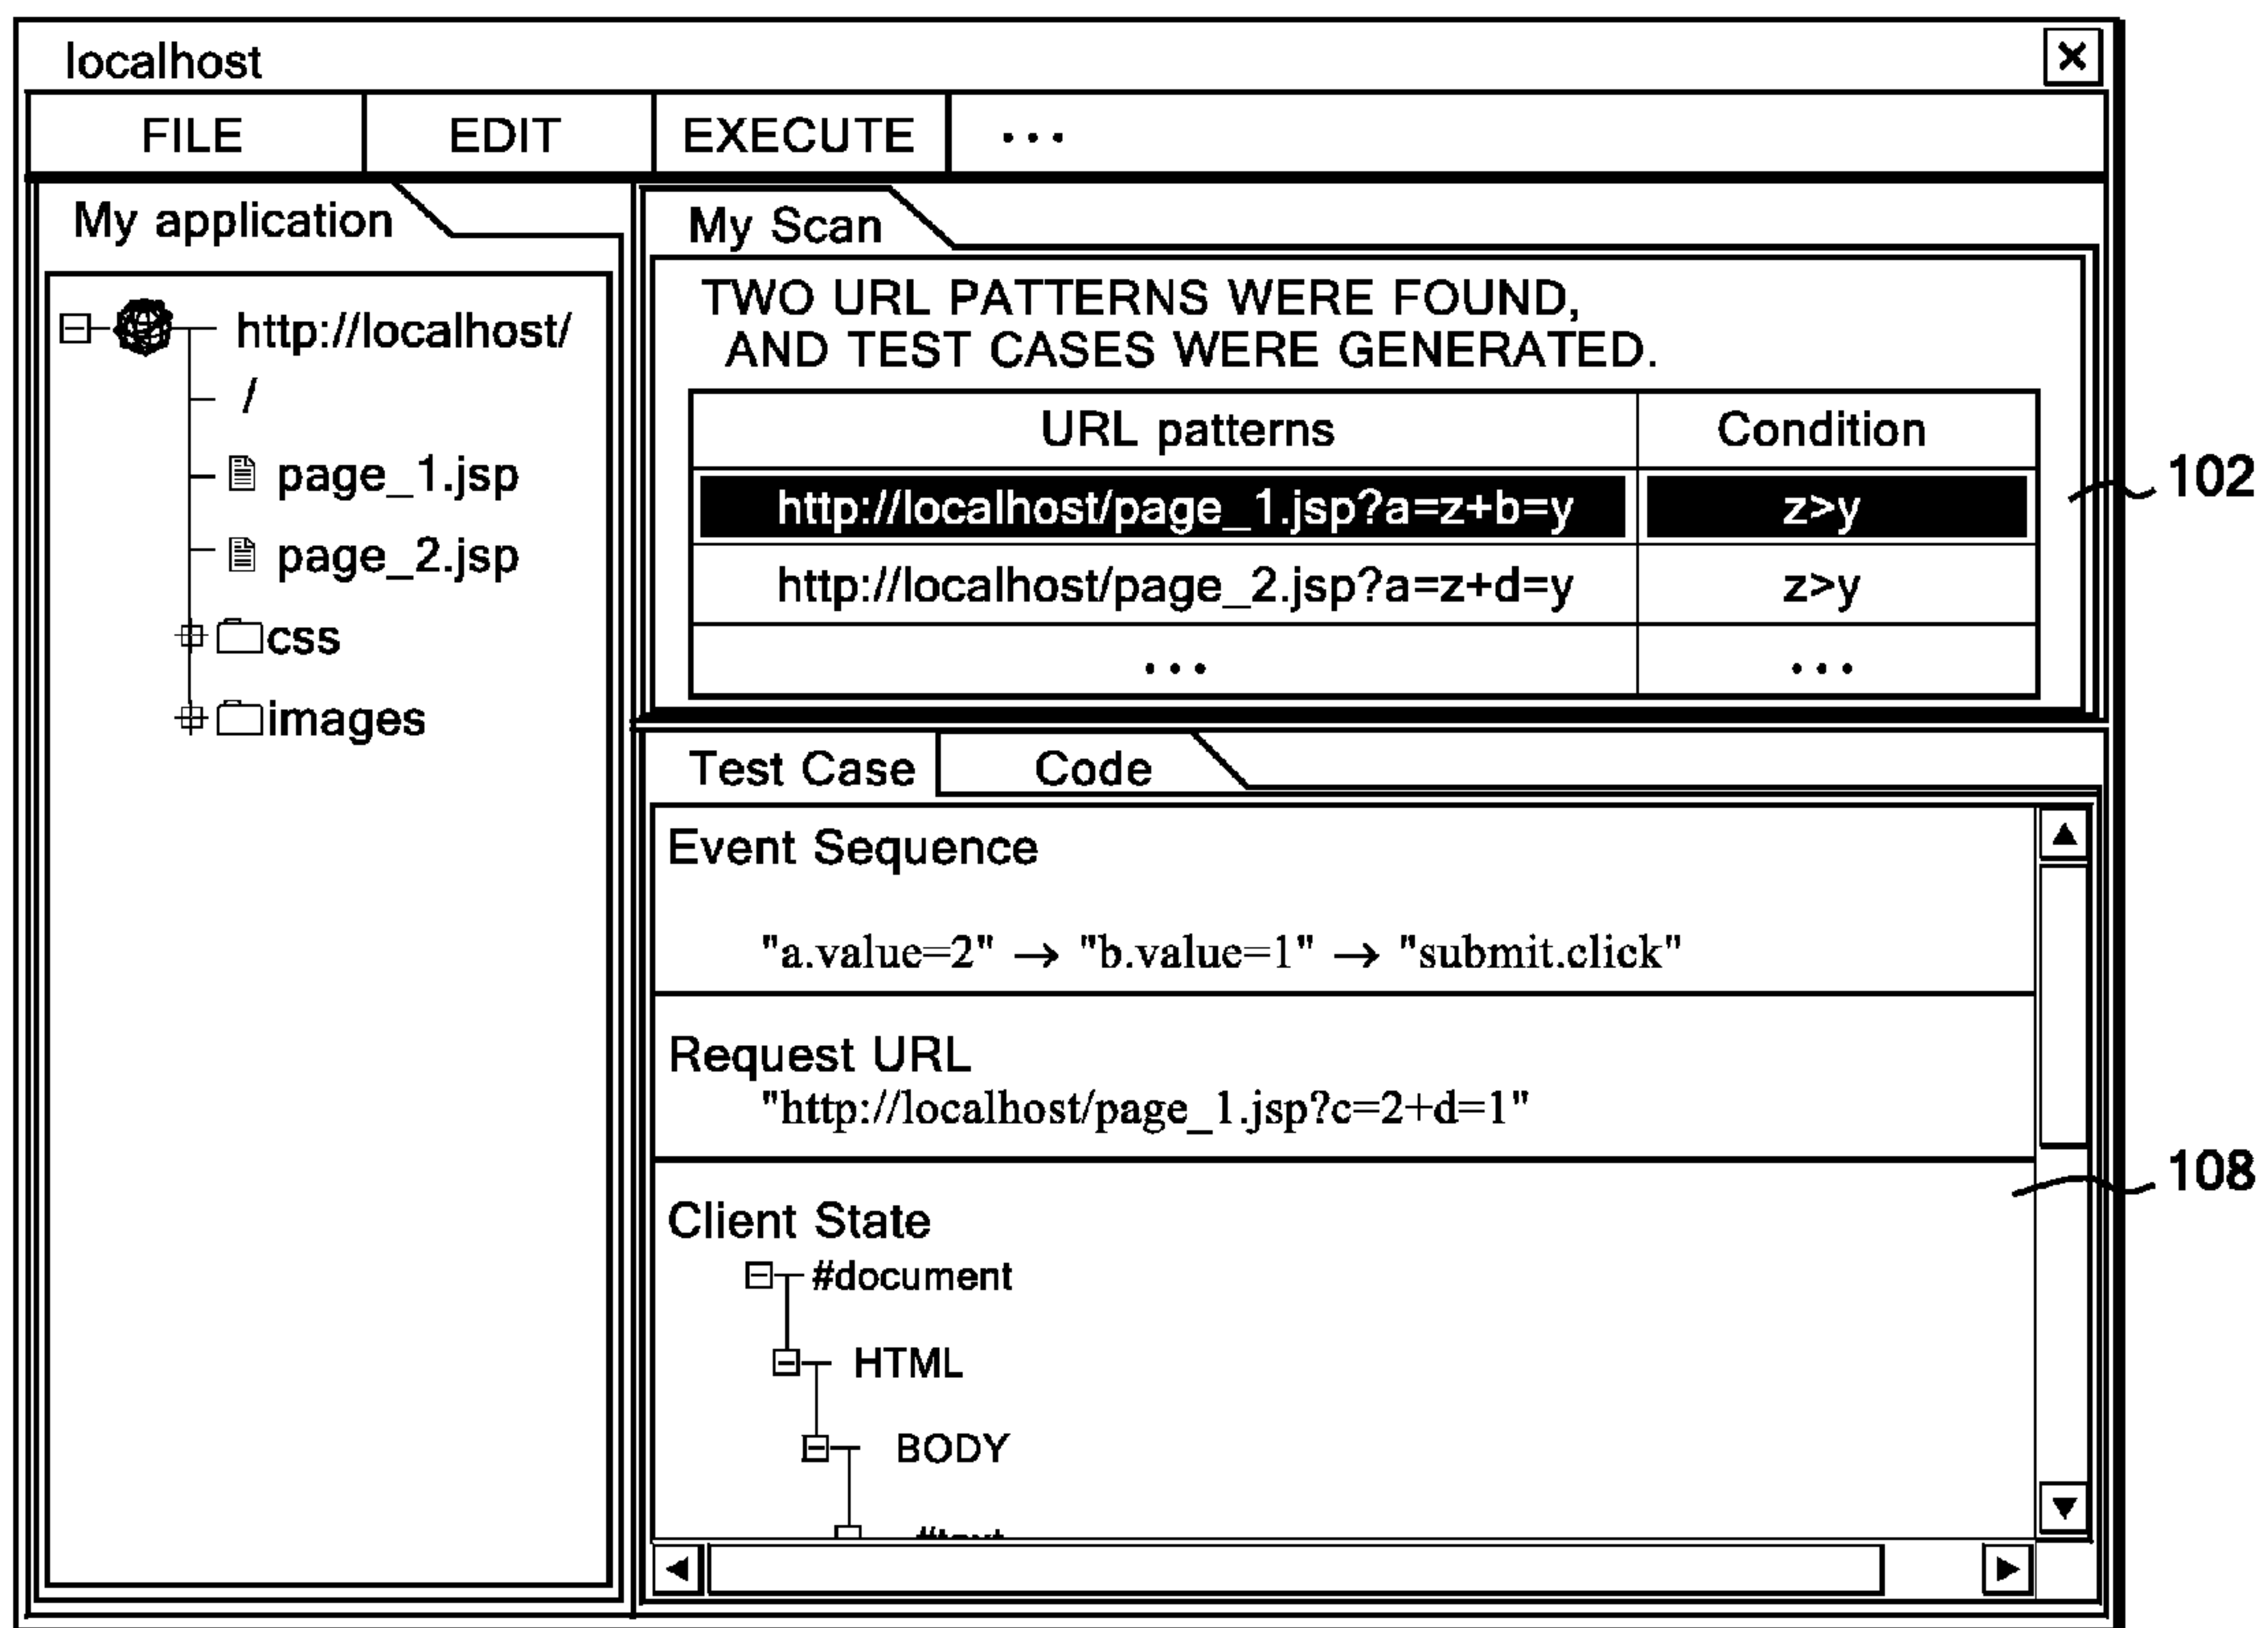 localhost
FILE EDIT EXECUTE ...
My application
http://localhost/
/
page_1.jsp
page_2.jsp
css
images
My Scan
TWO URL PATTERNS WERE FOUND,
AND TEST CASES WERE GENERATED.
URL patterns Condition
http://localhost/page_1.jsp?a=z+b=y z>y
http://localhost/page_2.jsp?a=z+d=y z>y
... ...
102
Test Case Code
Event Sequence
"a.value=2" → "b.value=1" → "submit.click"
Request URL
"http://localhost/page_1.jsp?c=2+d=1"
108
Client State
#document
HTML
BODY